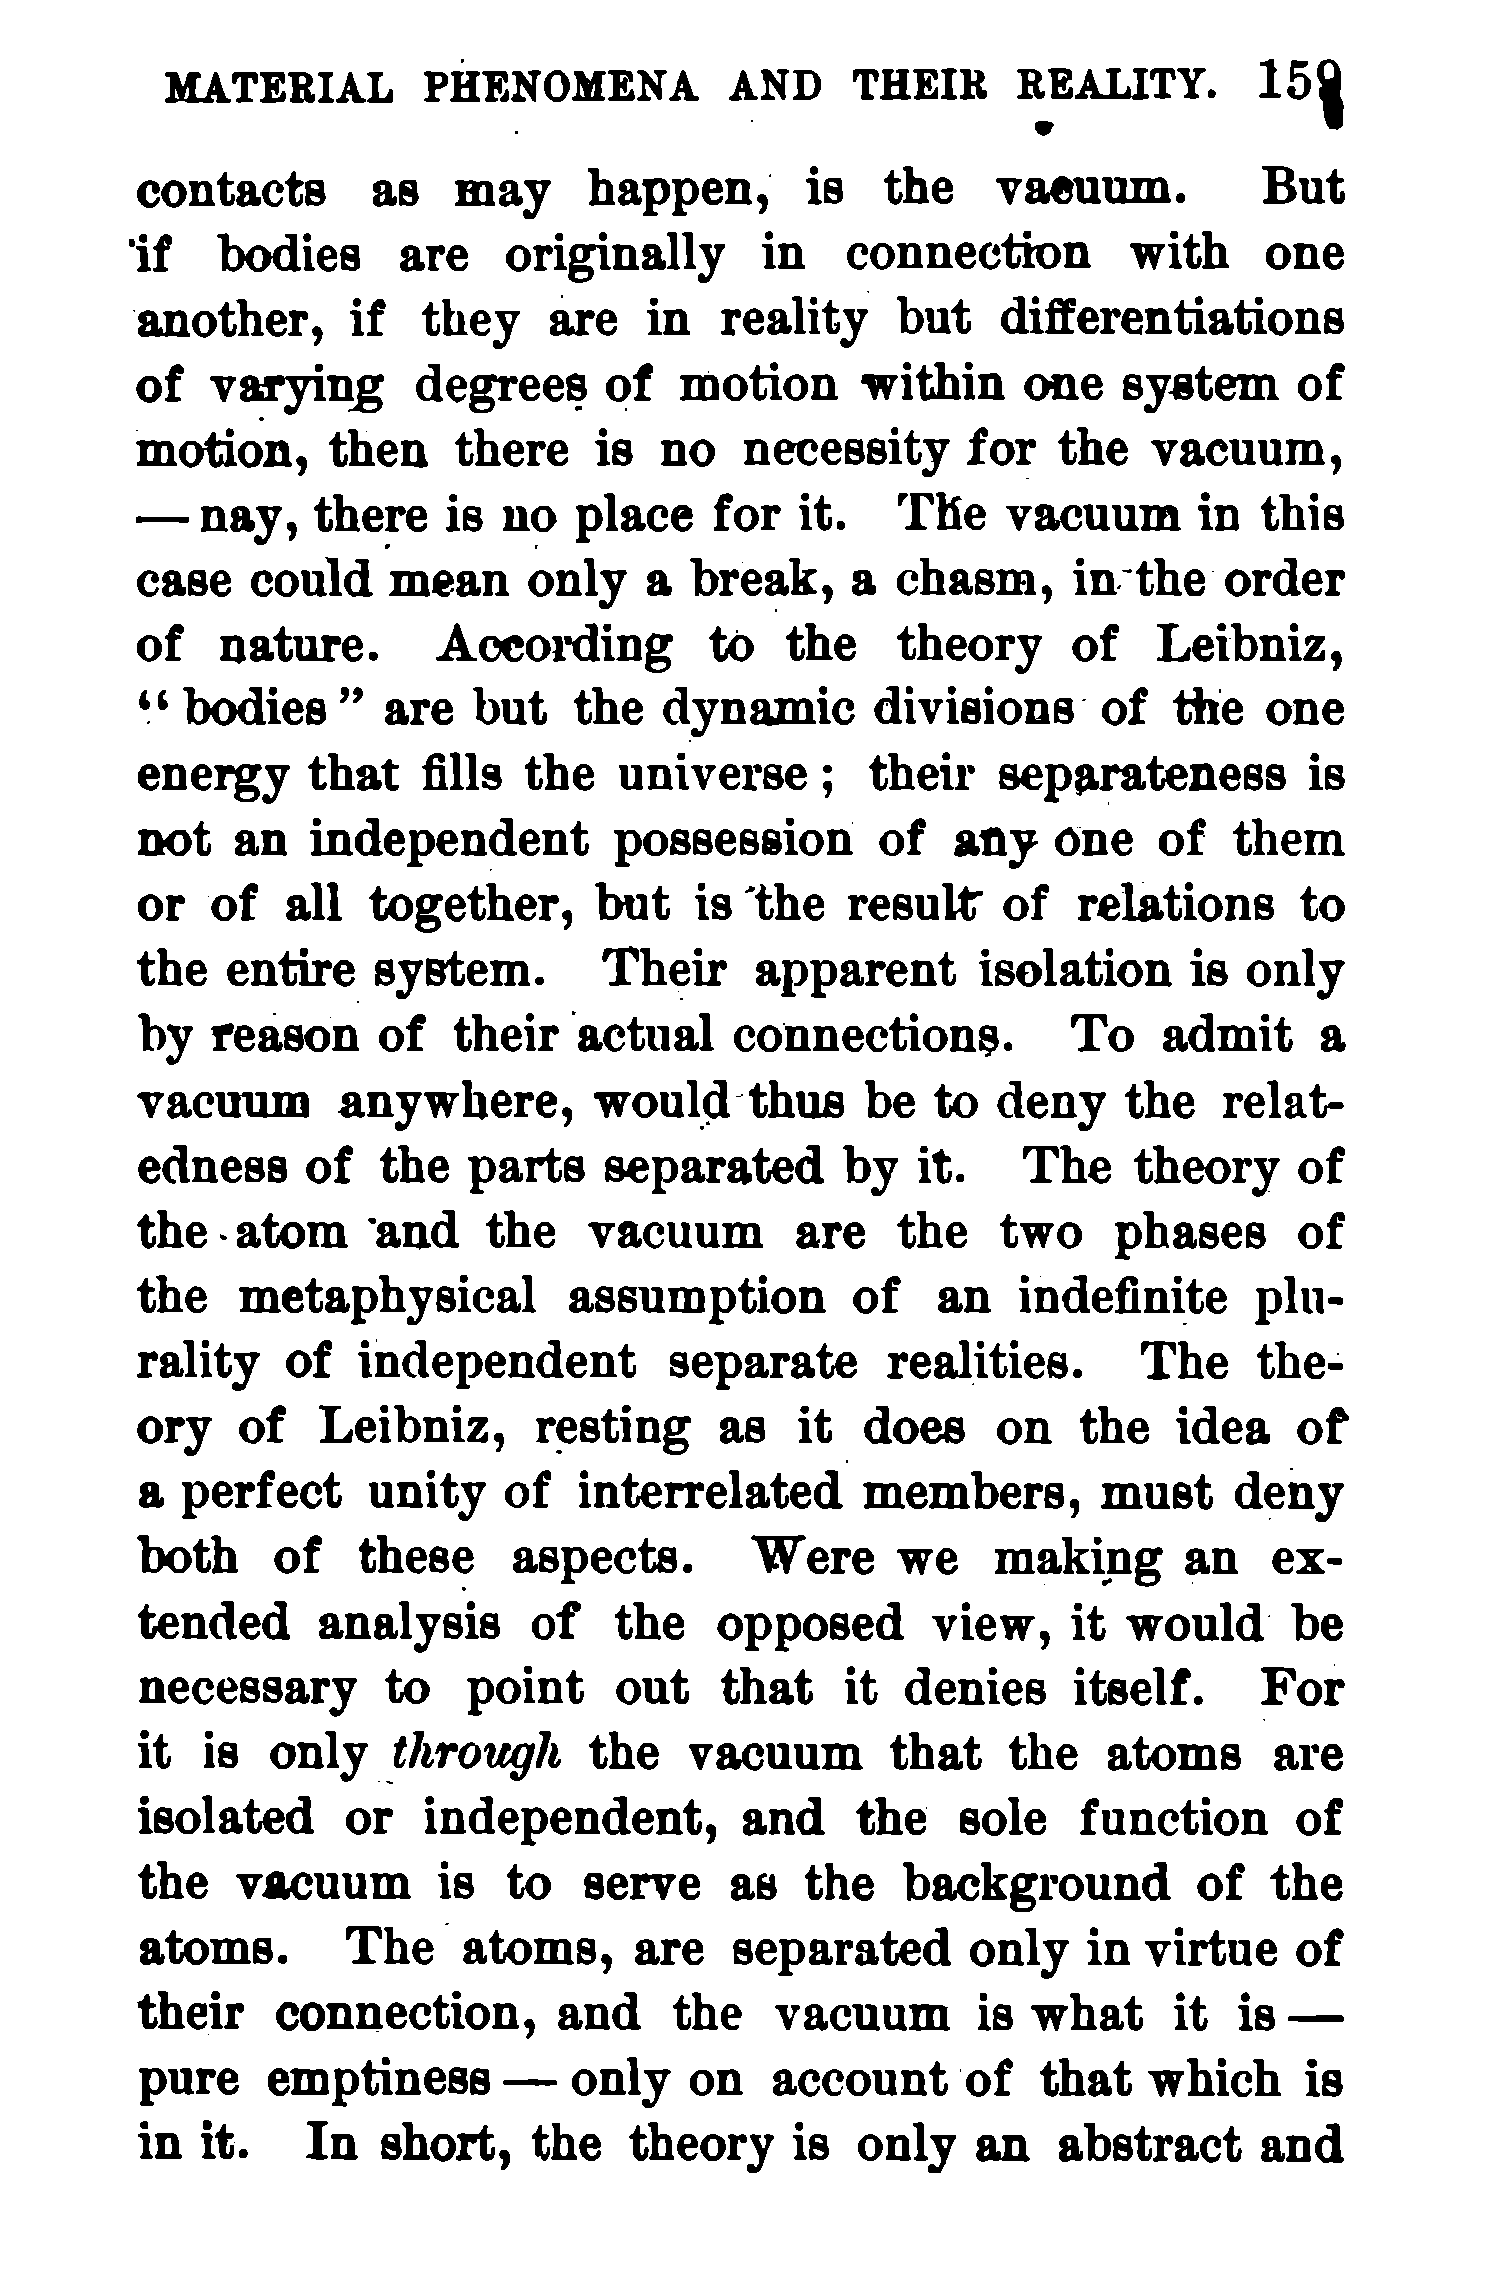 MATERIAL PHENOMENA AND THEIR REALITY. 159
contacts as may happen, is the vacuum. But
if bodies are originally in connection with one
another, if they are in reality but differentiations
of varying degrees of motion within one system of
motion, then there is no necessity for the vacuum,
— nay, there is no place for it. The vacuum in this
case could mean only a break, a chasm, in the order
of nature. According to the theory of Leibniz,
“bodies” are but the dynamic divisions of the one
energy that fills the universe; their separateness is
not an independent possession of any one of them
or of all together, but is the result of relations to
the entire system. Their apparent isolation is only
by reason of their actual connections. To admit a
vacuum anywhere, would thus be to deny the relat-
edness of the parts separated by it. The theory of
the atom and the vacuum are the two phases of
the metaphysical assumption of an indefinite plu-
rality of independent separate realities. The the-
ory of Leibniz, resting as it does on the idea of
a perfect unity of interrelated members, must deny
both of these aspects. Were we making an ex-
tended analysis of the opposed view, it would be
necessary to point out that it denies itself. For
it is only through the vacuum that the atoms are
isolated or independent, and the sole function of
the vacuum is to serve as the background of the
atoms. The atoms, are separated only in virtue of
their connection, and the vacuum is what it is —
pure emptiness — only on account of that which is
in it. In short, the theory is only an abstract and